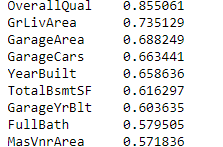 OverallQual 0.855061
GrLivArea 0.735129
GarageArea 0.688249
GarageCars 0.663441
YearBuilt 0.658636
TotalBsmtSF 0.616297
GarageYrBlt 0.603635
FullBath 0.579505
MasVnrArea 0.571836